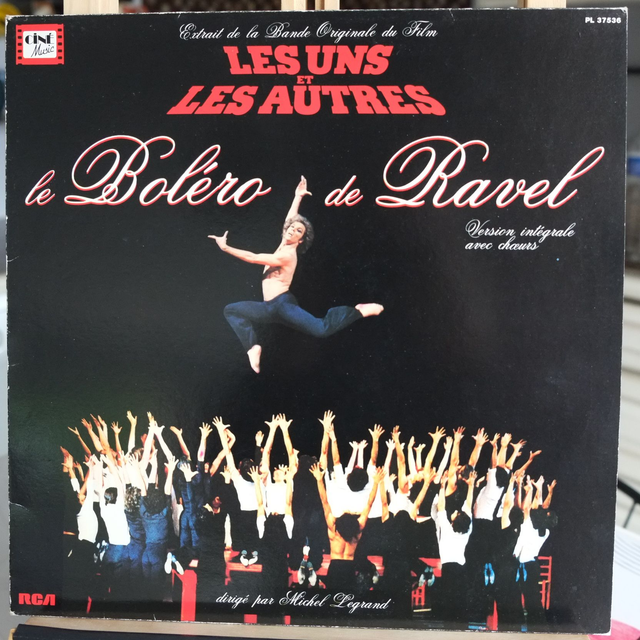 PL 37536
CINÉ
Music
Extrait de la Bande Originale du Film
LES UNS
ET
LES AUTRES
le Boléro de Ravel
Version intégrale
avec chœurs
RCA
dirigé par Michel Legrand